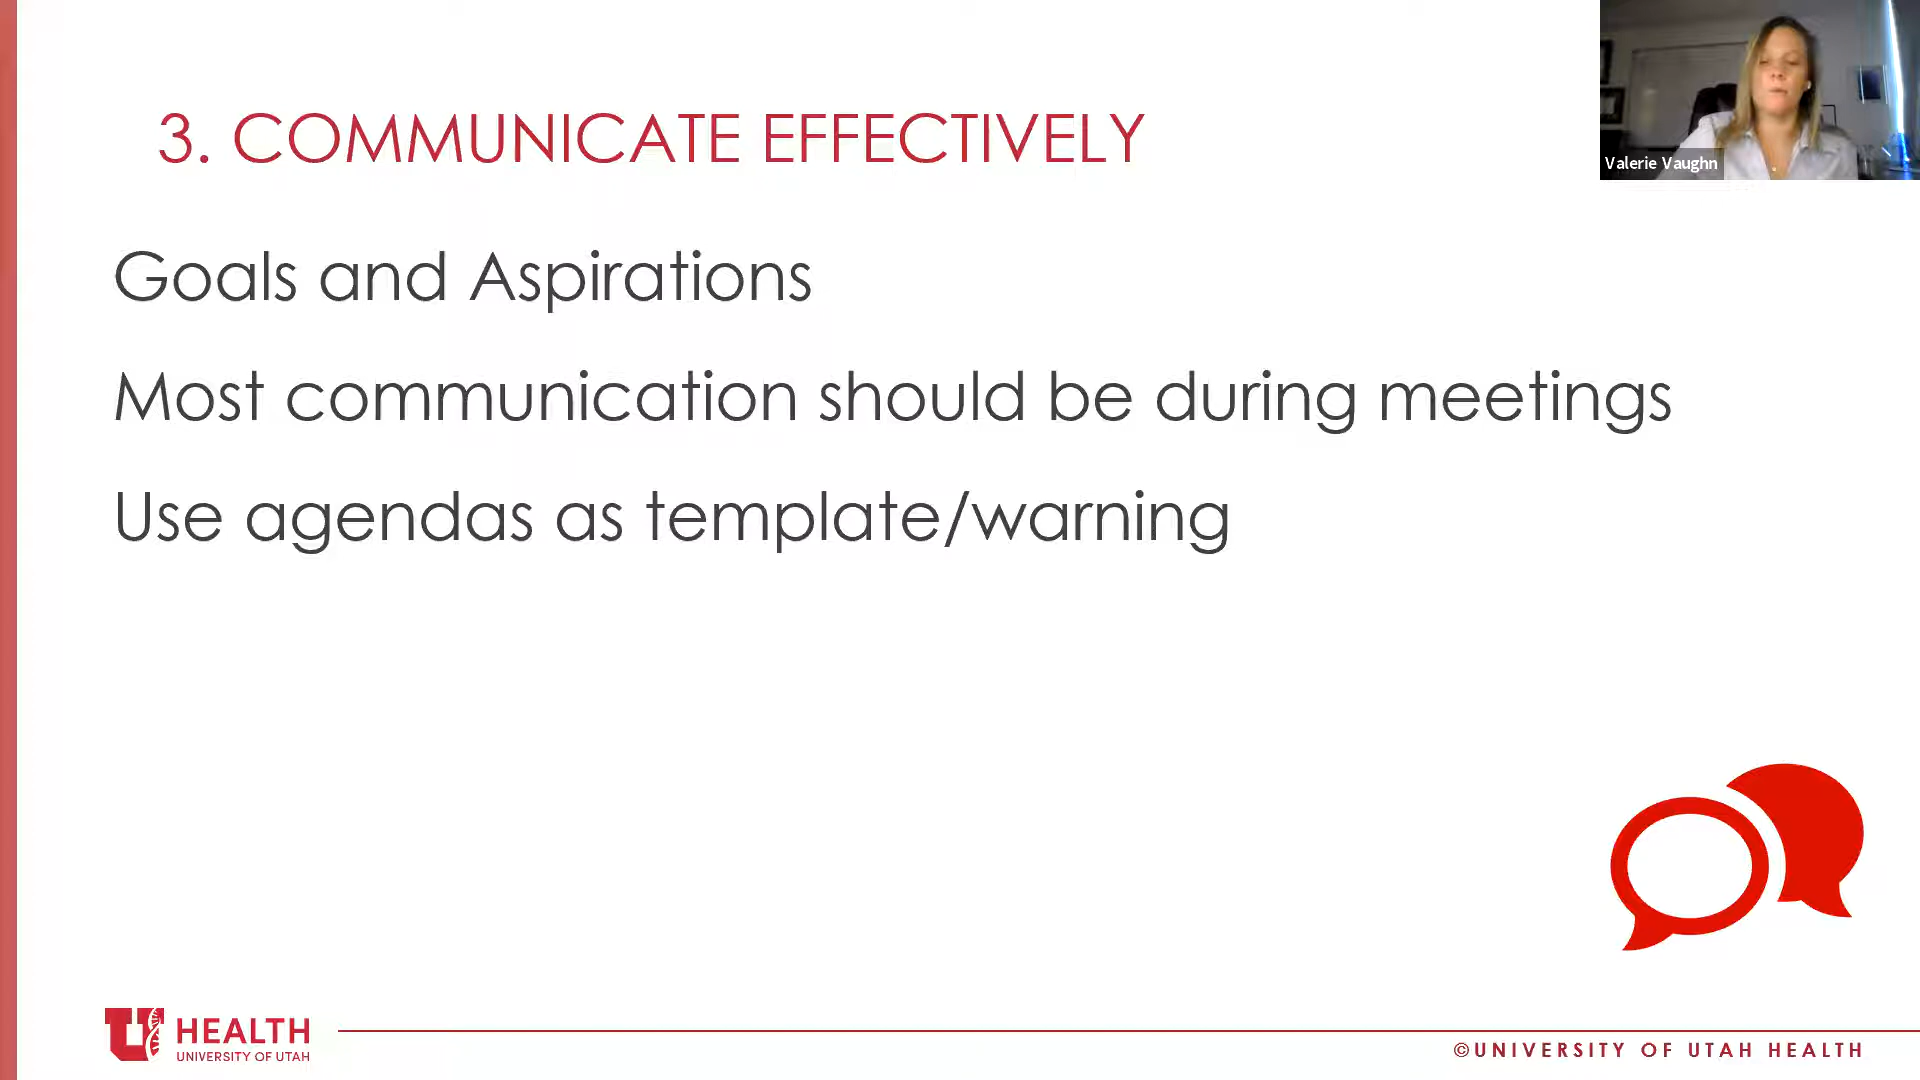 3. COMMUNICATE EFFECTIVELY
Valerie Vaughn
Goals and Aspirations
Most communication should be during meetings
Use agendas as template/warning
U HEALTH
UNIVERSITY OF UTAH
©UNIVERSITY OF UTAH HEALTH